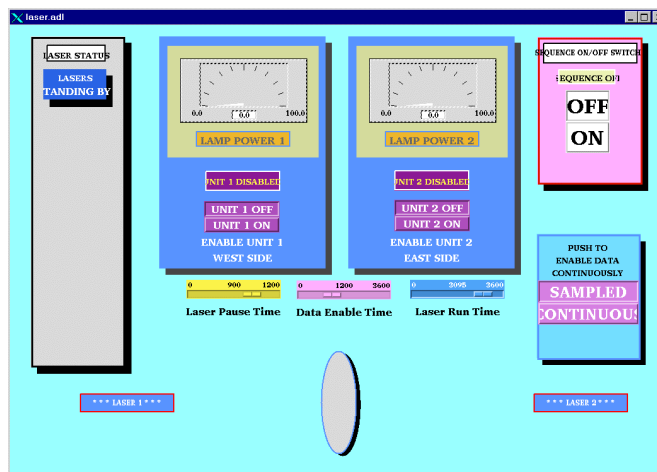 laser.adl
LASER STATUS
LASERS
TANDING BY
0.0 100.0
0.0
LAMP POWER 1
UNIT 1 DISABLED
UNIT 1 OFF
UNIT 1 ON
ENABLE UNIT 1
WEST SIDE
0.0 100.0
0.0
LAMP POWER 2
UNIT 2 DISABLED
UNIT 2 OFF
UNIT 2 ON
ENABLE UNIT 2
EAST SIDE
SEQUENCE ON/OFF SWITCH
SEQUENCE OFF
OFF
ON
PUSH TO
ENABLE DATA
CONTINUOUSLY
SAMPLED
CONTINUOUS
0 900 1200
Laser Pause Time
0 1200 3600
Data Enable Time
0 3095 3600
Laser Run Time
* * * LASER 1 * * *
* * * LASER 2 * * *